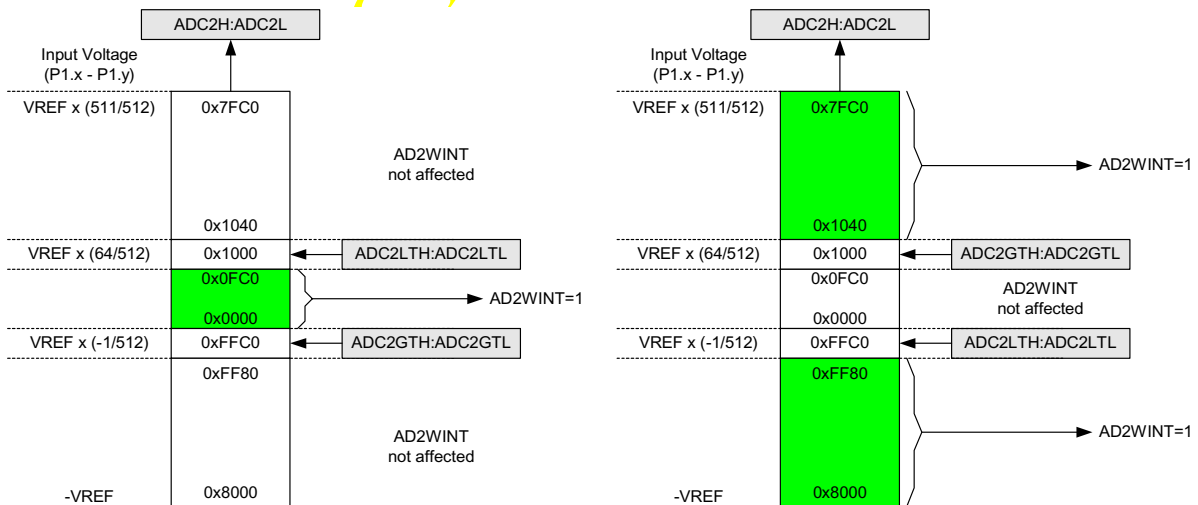 ADC2H:ADC2L
Input Voltage
(P1.x - P1.y)
VREF x (511/512)
0x7FC0
AD2WINT
not affected
0x1040
VREF x (64/512)
0x1000
ADC2LTH:ADC2LTL
0x0FC0
AD2WINT=1
0x0000
VREF x (-1/512)
0xFFC0
ADC2GTH:ADC2GTL
0xFF80
AD2WINT
not affected
-VREF
0x8000
ADC2H:ADC2L
Input Voltage
(P1.x - P1.y)
VREF x (511/512)
0x7FC0
AD2WINT=1
0x1040
VREF x (64/512)
0x1000
ADC2GTH:ADC2GTL
0x0FC0
AD2WINT
not affected
0x0000
VREF x (-1/512)
0xFFC0
ADC2LTH:ADC2LTL
0xFF80
AD2WINT=1
-VREF
0x8000